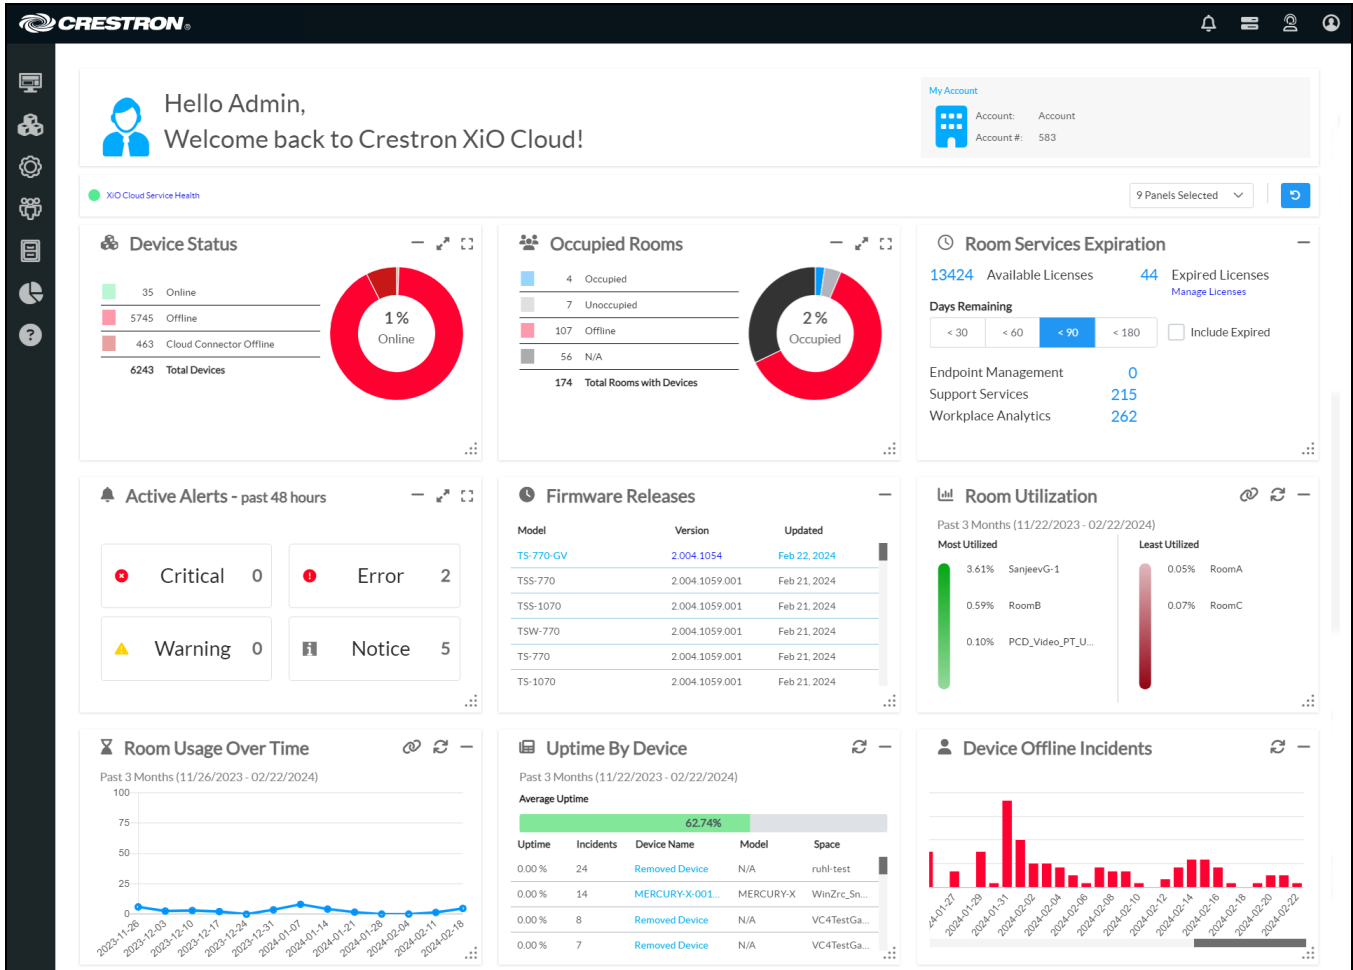 CRESTRON®
Hello Admin,
Welcome back to Crestron XiO Cloud!
My Account
Account: Account
Account #: 583
XiO Cloud Service Health
9 Panels Selected
Device Status
35 Online
5745 Offline
463 Cloud Connector Offline
6243 Total Devices
1 %
Online
Occupied Rooms
4 Occupied
7 Unoccupied
107 Offline
56 N/A
174 Total Rooms with Devices
2 %
Occupied
Room Services Expiration
13424 Available Licenses 44 Expired Licenses
Manage Licenses
Days Remaining
< 30 < 60 < 90 < 180 Include Expired
Endpoint Management 0
Support Services 215
Workplace Analytics 262
Active Alerts - past 48 hours
Critical 0 Error 2
Warning 0 Notice 5
Firmware Releases
Model Version Updated
TS-770-GV 2.004.1054 Feb 22, 2024
TSS-770 2.004.1059.001 Feb 21, 2024
TSS-1070 2.004.1059.001 Feb 21, 2024
TSW-770 2.004.1059.001 Feb 21, 2024
TS-770 2.004.1059.001 Feb 21, 2024
TS-1070 2.004.1059.001 Feb 21, 2024
Room Utilization
Past 3 Months (11/22/2023 - 02/22/2024)
Most Utilized Least Utilized
3.61% SanjeevG-1 0.05% RoomA
0.59% RoomB 0.07% RoomC
0.10% PCD_Video_PT_U...
Room Usage Over Time
Past 3 Months (11/26/2023 - 02/22/2024)
100
75
50
25
0
2023-11-26 2023-12-03 2023-12-10 2023-12-17 2023-12-24 2023-12-31 2024-01-07 2024-01-14 2024-01-21 2024-01-28 2024-02-04 2024-02-11 2024-02-18
Uptime By Device
Past 3 Months (11/22/2023 - 02/22/2024)
Average Uptime
62.74%
Uptime Incidents Device Name Model Space
0.00 % 24 Removed Device N/A ruhl-test
0.00 % 14 MERCURY-X-001... MERCURY-X WinZrc_Sn...
0.00 % 8 Removed Device N/A VC4TestGa...
0.00 % 7 Removed Device N/A VC4TestGa...
Device Offline Incidents
24-01-27 2024-01-29 2024-01-31 2024-02-02 2024-02-04 2024-02-06 2024-02-08 2024-02-10 2024-02-12 2024-02-14 2024-02-16 2024-02-18 2024-02-20 2024-02-22